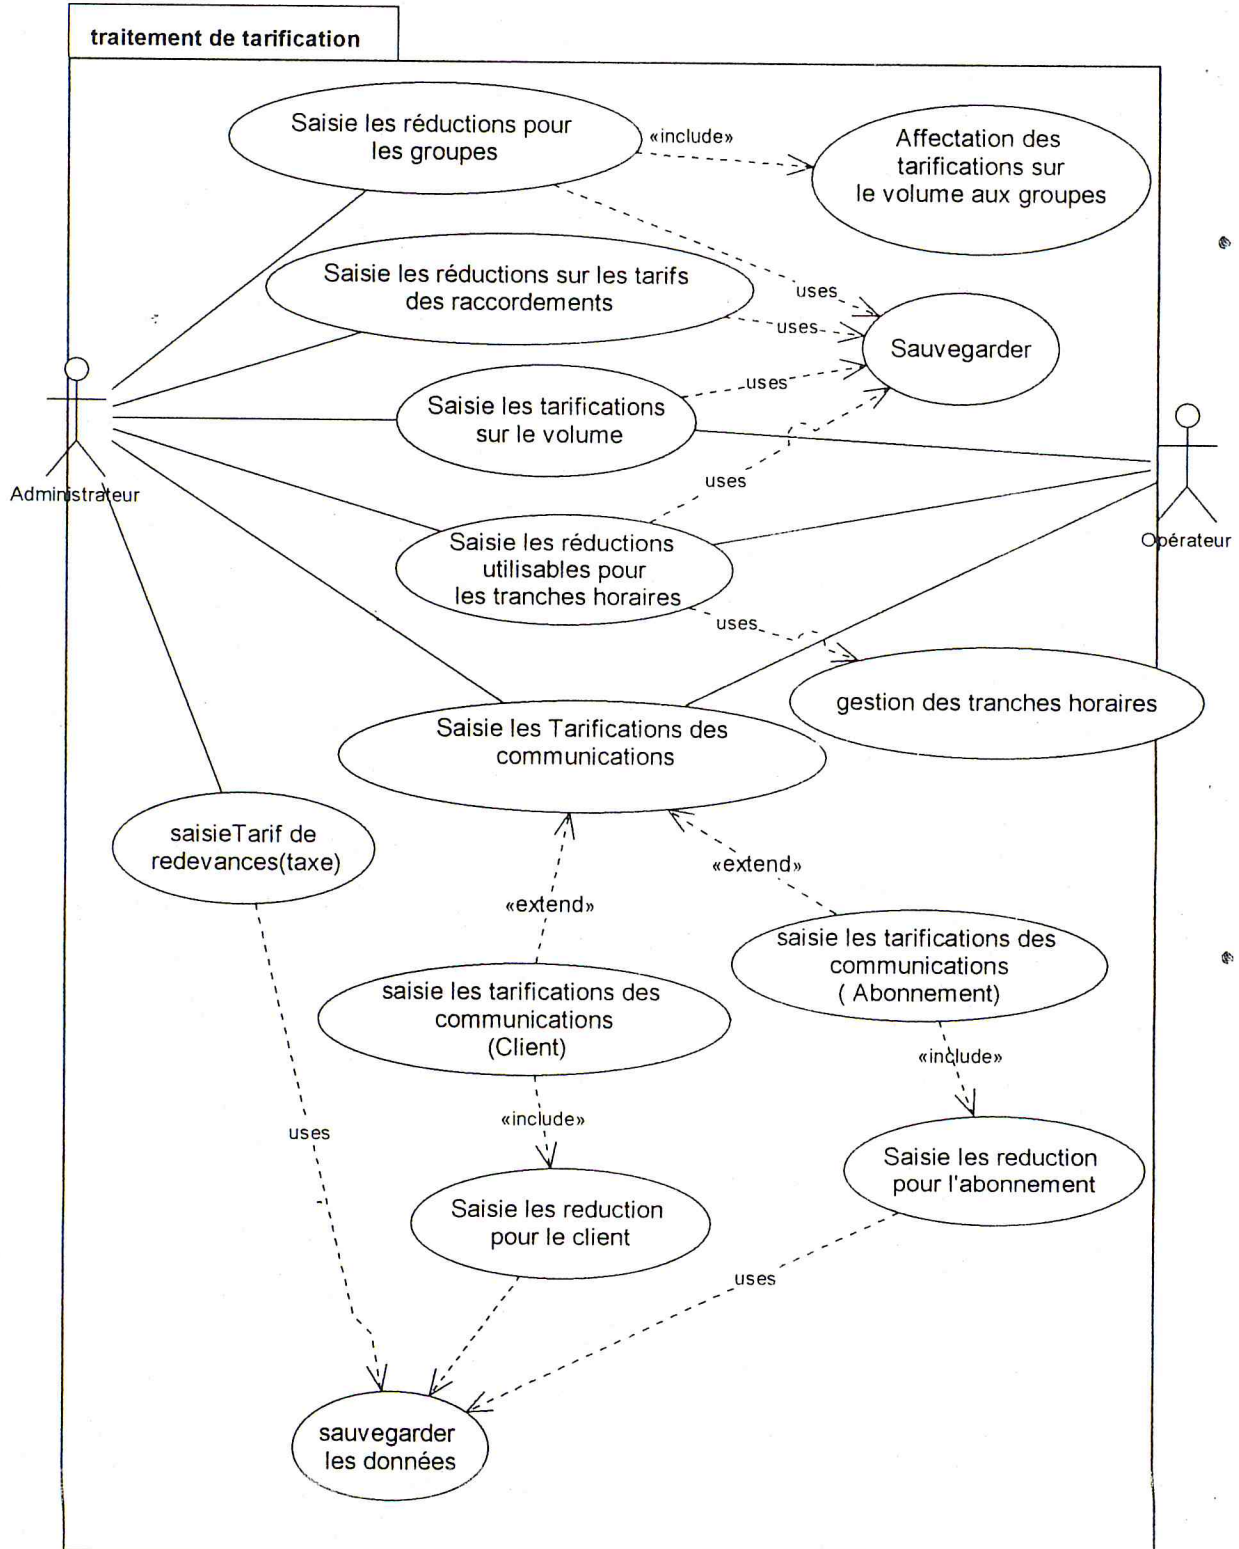 traitement de tarification
Saisie les réductions pour
les groupes
«include»
Affectation des
tarifications sur
le volume aux groupes
Saisie les réductions sur les tarifs
des raccordements
uses
uses
Sauvegarder
uses
Saisie les tarifications
sur le volume
uses
Administrateur
Opérateur
Saisie les réductions
utilisables pour
les tranches horaires
uses
gestion des tranches horaires
Saisie les Tarifications des
communications
saisieTarif de
redevances(taxe)
«extend»
«extend»
saisie les tarifications des
communications
( Abonnement)
saisie les tarifications des
communications
(Client)
«include»
«include»
uses
Saisie les reduction
pour l'abonnement
Saisie les reduction
pour le client
uses
sauvegarder
les données